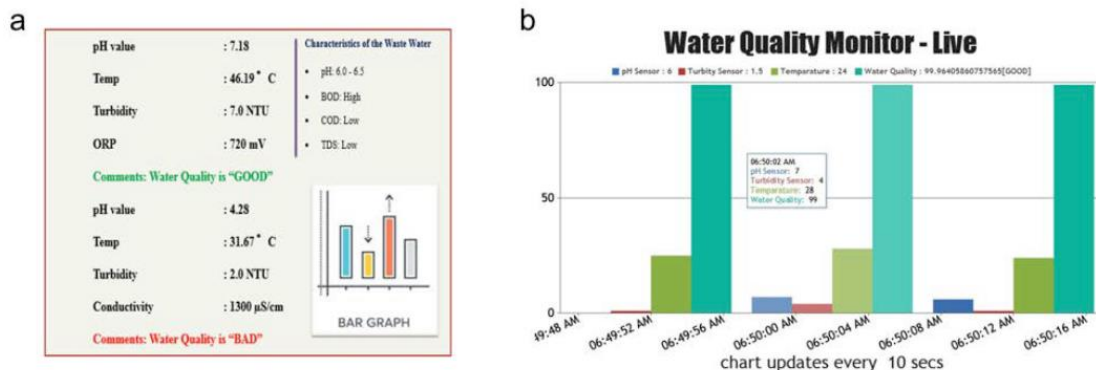 a
pH value : 7.18
Temp : 46.19° C
Turbidity : 7.0 NTU
ORP : 720 mV
Comments: Water Quality is “GOOD”
pH value : 4.28
Temp : 31.67° C
Turbidity : 2.0 NTU
Conductivity : 1300 µS/cm
Comments: Water Quality is “BAD”
Characteristics of the Waste Water
• pH: 6.0 - 6.5
• BOD: High
• COD: Low
• TDS: Low
BAR GRAPH
b
Water Quality Monitor - Live
pH Sensor : 6 Turbity Sensor : 1.5 Temparature : 24 Water Quality : 99.96405860757565[GOOD]
100
50
0
06:50:02 AM
pH Sensor: 7
Turbidity Sensor: 4
Temparature: 28
Water Quality: 99
49:48 AM 06:49:52 AM 06:49:56 AM 06:50:00 AM 06:50:04 AM 06:50:08 AM 06:50:12 AM 06:50:16 AM
chart updates every 10 secs